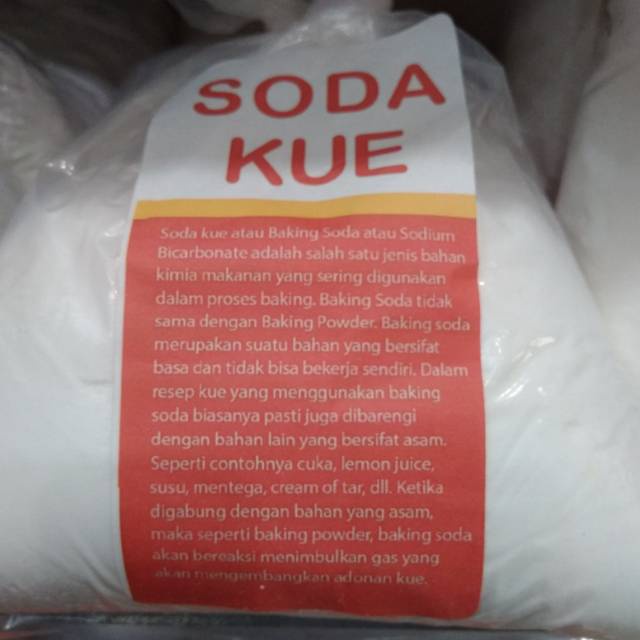 SODA
KUE
Soda kue atau Baking Soda atau Sodium
Bicarbonate adalah salah satu jenis bahan
kimia makanan yang sering digunakan
dalam proses baking. Baking Soda tidak
sama dengan Baking Powder. Baking soda
merupakan suatu bahan yang bersifat
basa dan tidak bisa bekerja sendiri. Dalam
resep kue yang menggunakan baking
soda biasanya pasti juga dibarengi
dengan bahan lain yang bersifat asam.
Seperti contohnya cuka, lemon juice,
susu, mentega, cream of tar, dll. Ketika
digabung dengan bahan yang asam,
maka seperti baking powder, baking soda
akan bereaksi menimbulkan gas yang
akan mengembangkan adonan kue.